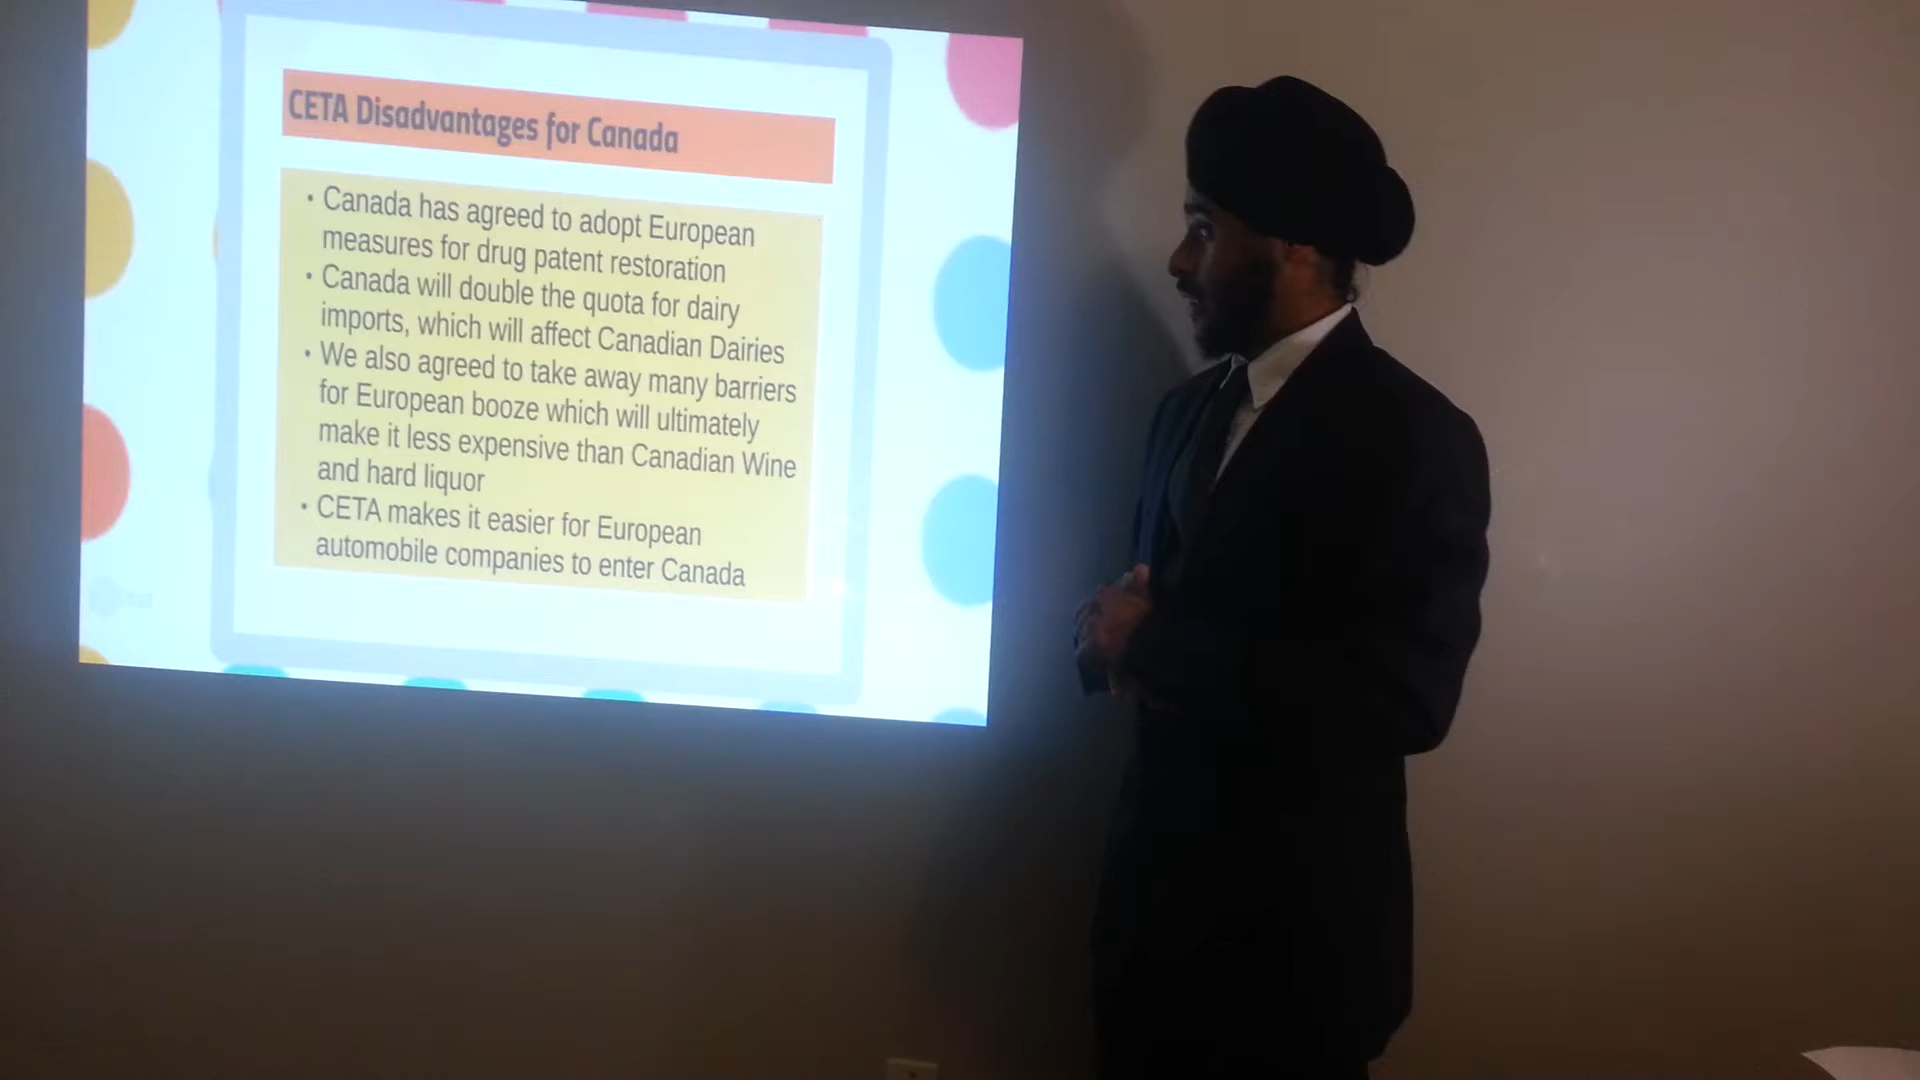 CETA Disadvantages for Canada
• Canada has agreed to adopt European
measures for drug patent restoration
• Canada will double the quota for dairy
imports, which will affect Canadian Dairies
• We also agreed to take away many barriers
for European booze which will ultimately
make it less expensive than Canadian Wine
and hard liquor
• CETA makes it easier for European
automobile companies to enter Canada